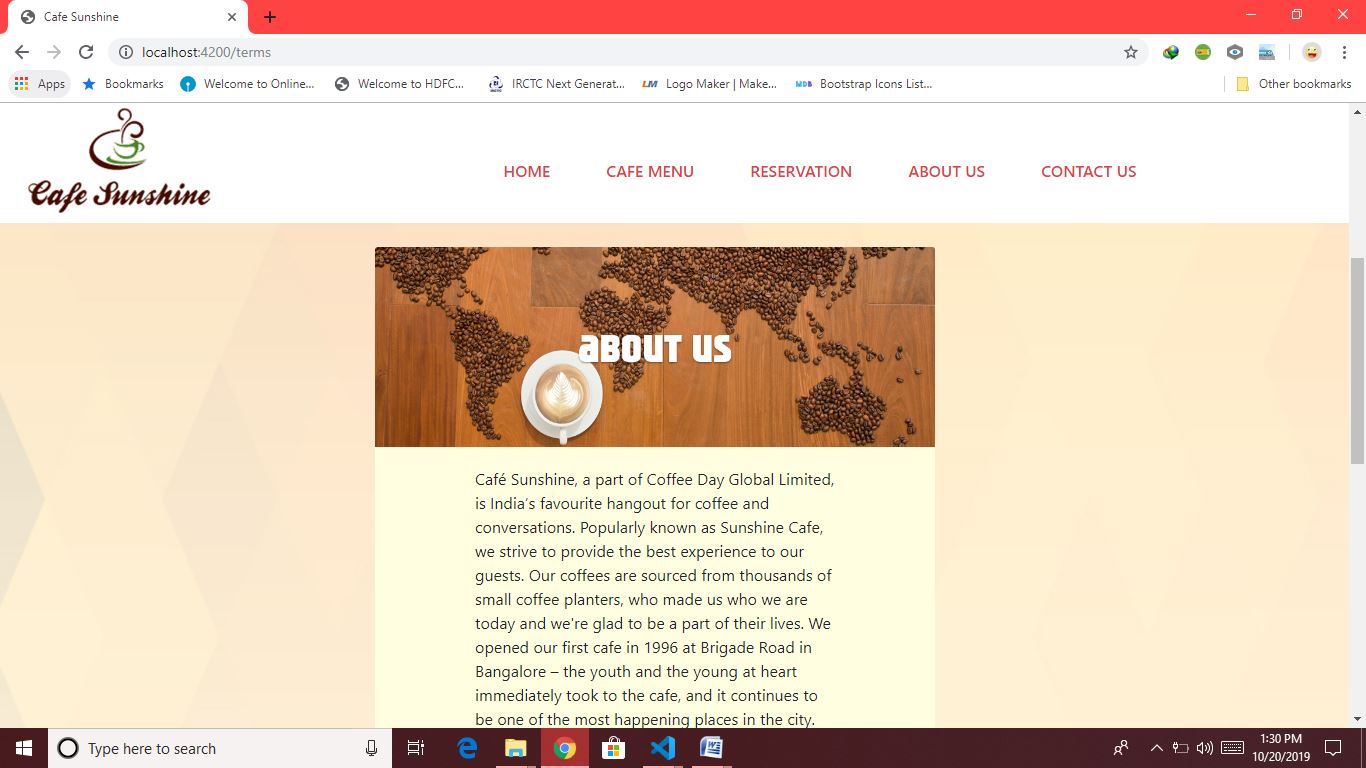 Cafe Sunshine
localhost:4200/terms
Apps Bookmarks Welcome to Online... Welcome to HDFC... IRCTC Next Generat... LM Logo Maker | Make... MDB Bootstrap Icons List... Other bookmarks
Cafe Sunshine
HOME CAFE MENU RESERVATION ABOUT US CONTACT US
aBOUT US
Café Sunshine, a part of Coffee Day Global Limited,
is India’s favourite hangout for coffee and
conversations. Popularly known as Sunshine Cafe,
we strive to provide the best experience to our
guests. Our coffees are sourced from thousands of
small coffee planters, who made us who we are
today and we're glad to be a part of their lives. We
opened our first cafe in 1996 at Brigade Road in
Bangalore – the youth and the young at heart
immediately took to the cafe, and it continues to
be one of the most happening places in the city.
Type here to search
1:30 PM
10/20/2019